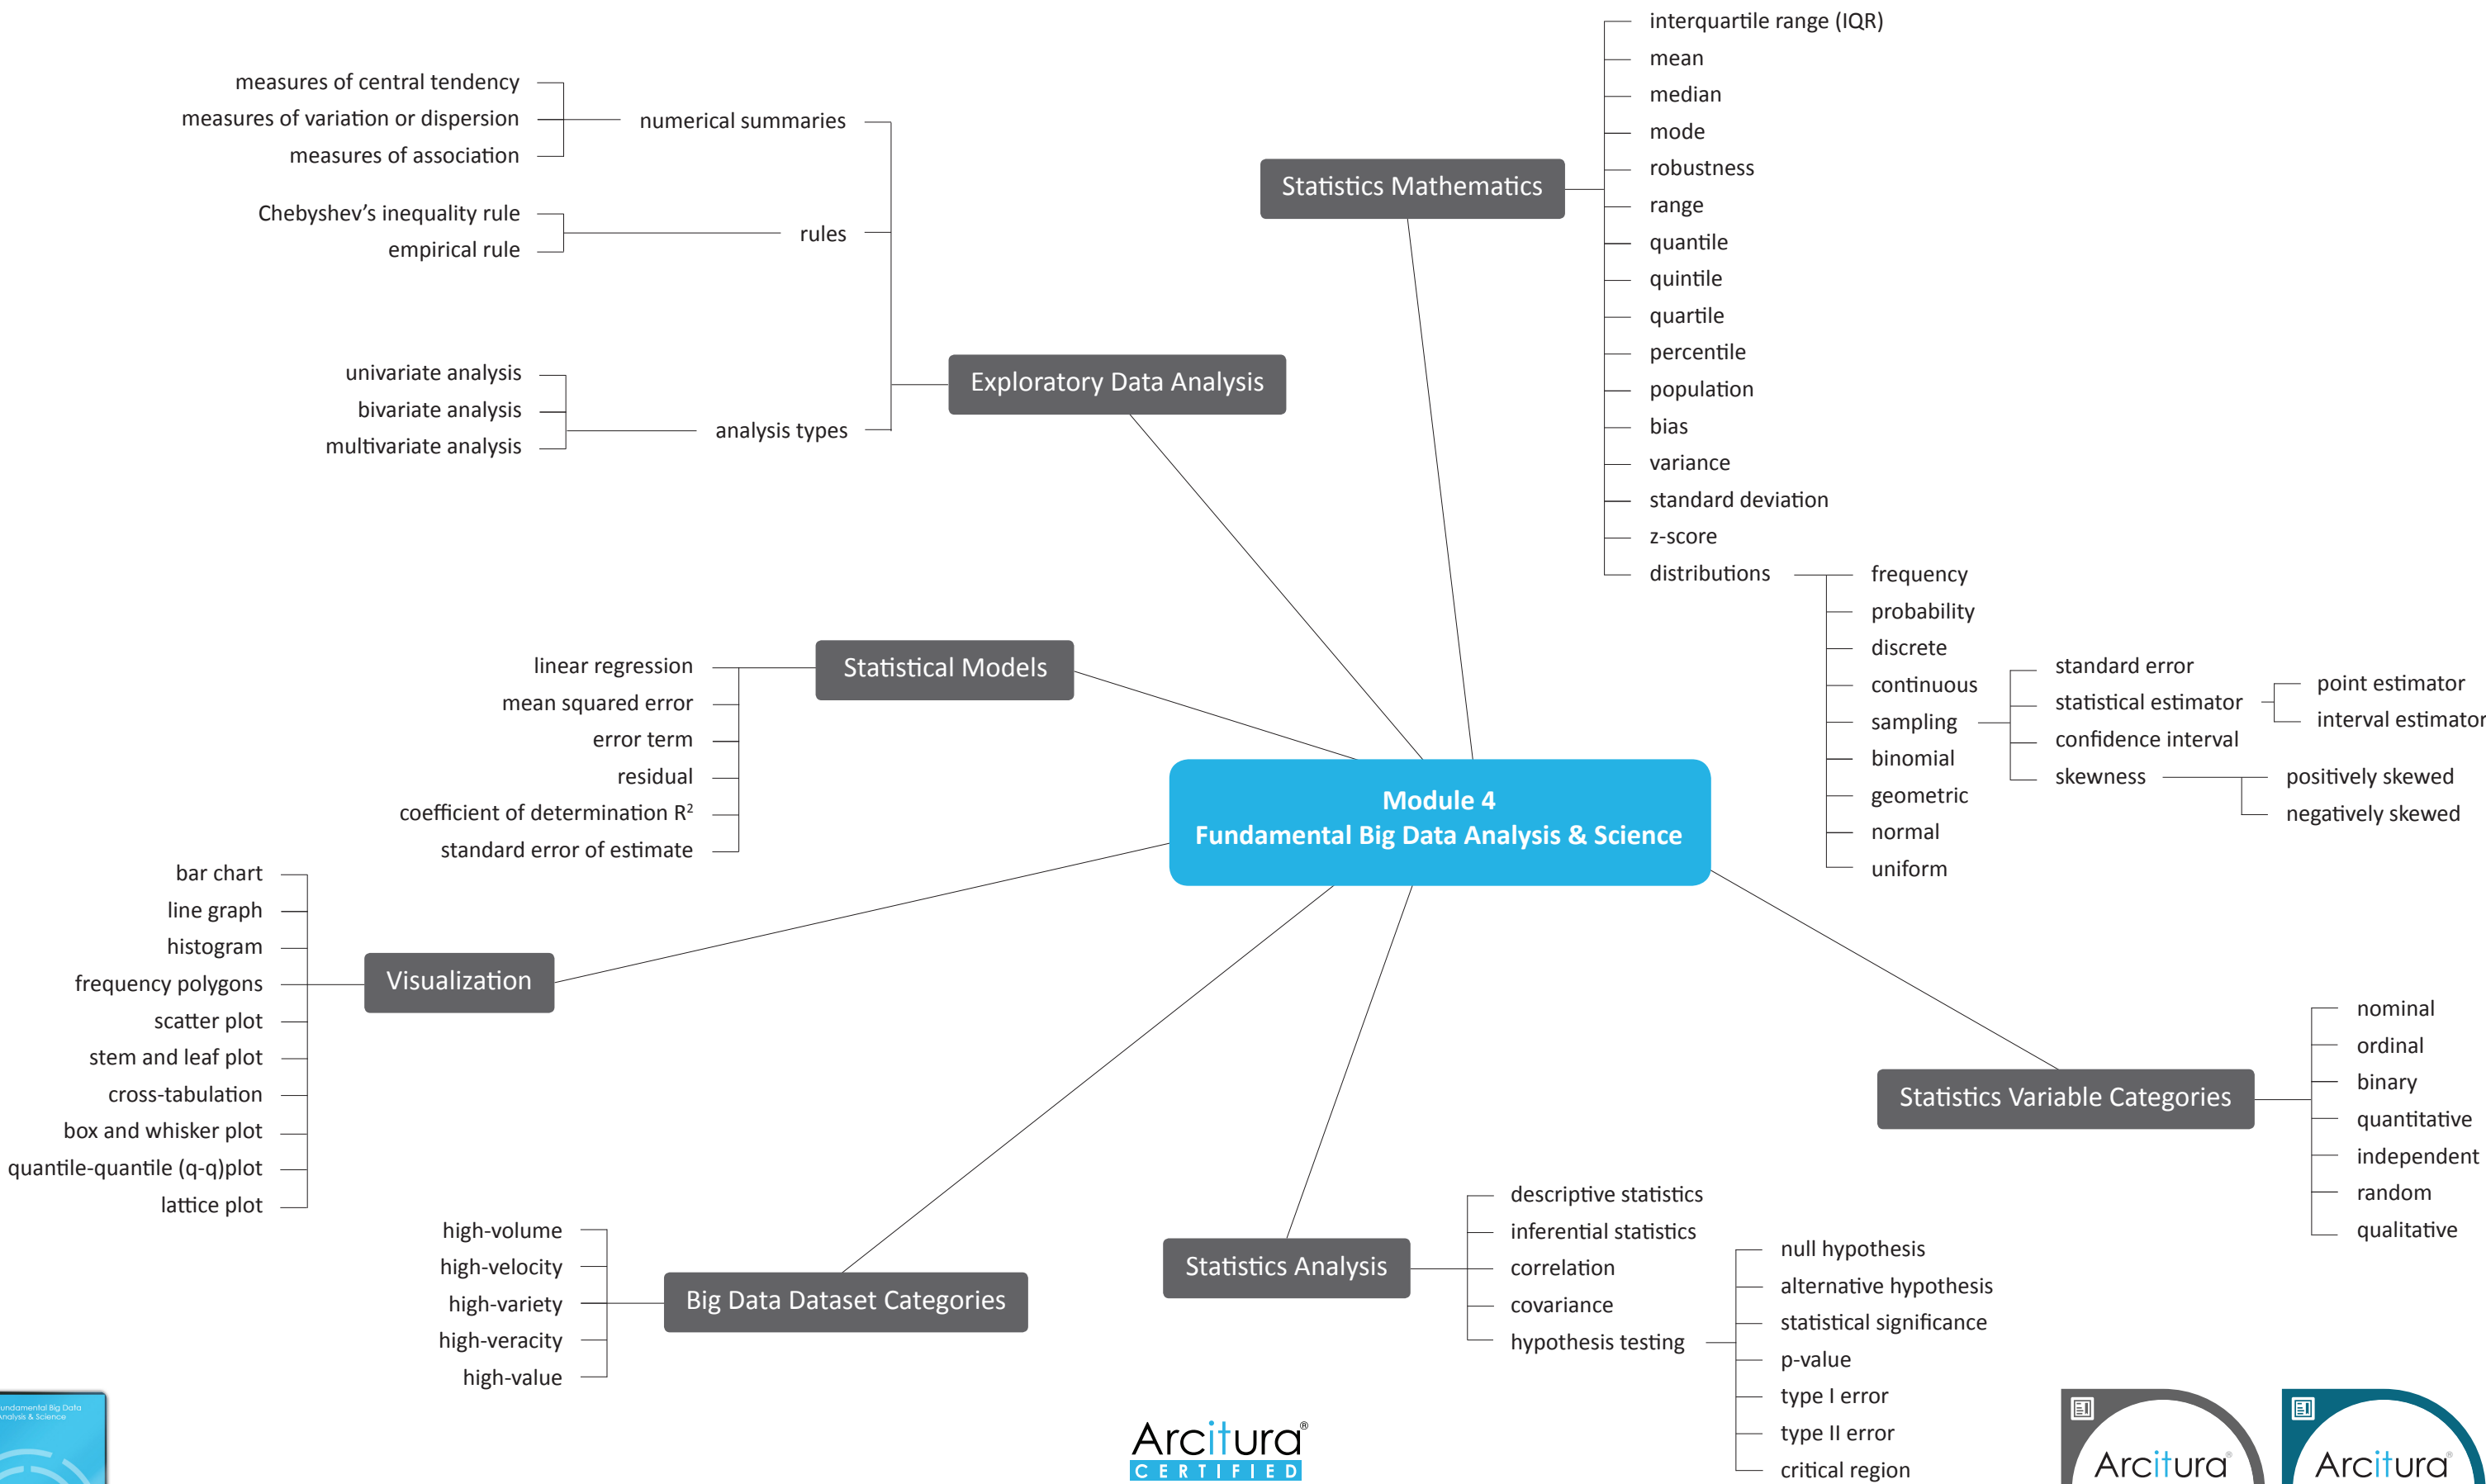 interquartile range (IQR)
mean
median
mode
robustness
range
quantile
quintile
quartile
percentile
population
bias
variance
standard deviation
z-score
distributions
Statistics Mathematics
frequency
probability
discrete
continuous
sampling
binomial
geometric
normal
uniform
standard error
statistical estimator
confidence interval
skewness
point estimator
interval estimator
positively skewed
negatively skewed
measures of central tendency
measures of variation or dispersion
measures of association
numerical summaries
Chebyshev’s inequality rule
empirical rule
rules
univariate analysis
bivariate analysis
multivariate analysis
analysis types
Exploratory Data Analysis
linear regression
mean squared error
error term
residual
coefficient of determination R²
standard error of estimate
Statistical Models
Module 4
Fundamental Big Data Analysis & Science
bar chart
line graph
histogram
frequency polygons
scatter plot
stem and leaf plot
cross-tabulation
box and whisker plot
quantile-quantile (q-q)plot
lattice plot
Visualization
high-volume
high-velocity
high-variety
high-veracity
high-value
Big Data Dataset Categories
Statistics Analysis
descriptive statistics
inferential statistics
correlation
covariance
hypothesis testing
null hypothesis
alternative hypothesis
statistical significance
p-value
type I error
type II error
critical region
Statistics Variable Categories
nominal
ordinal
binary
quantitative
independent
random
qualitative
Big Data
& Science
Arcitura®
CERTIFIED
Arcitura®
Arcitura®